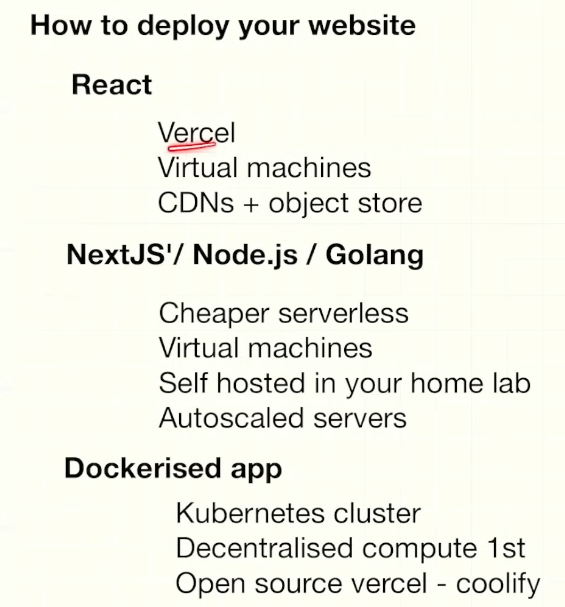 How to deploy your website
React
Vercel
Virtual machines
CDNs + object store
NextJS'/ Node.js / Golang
Cheaper serverless
Virtual machines
Self hosted in your home lab
Autoscaled servers
Dockerised app
Kubernetes cluster
Decentralised compute 1st
Open source vercel - coolify